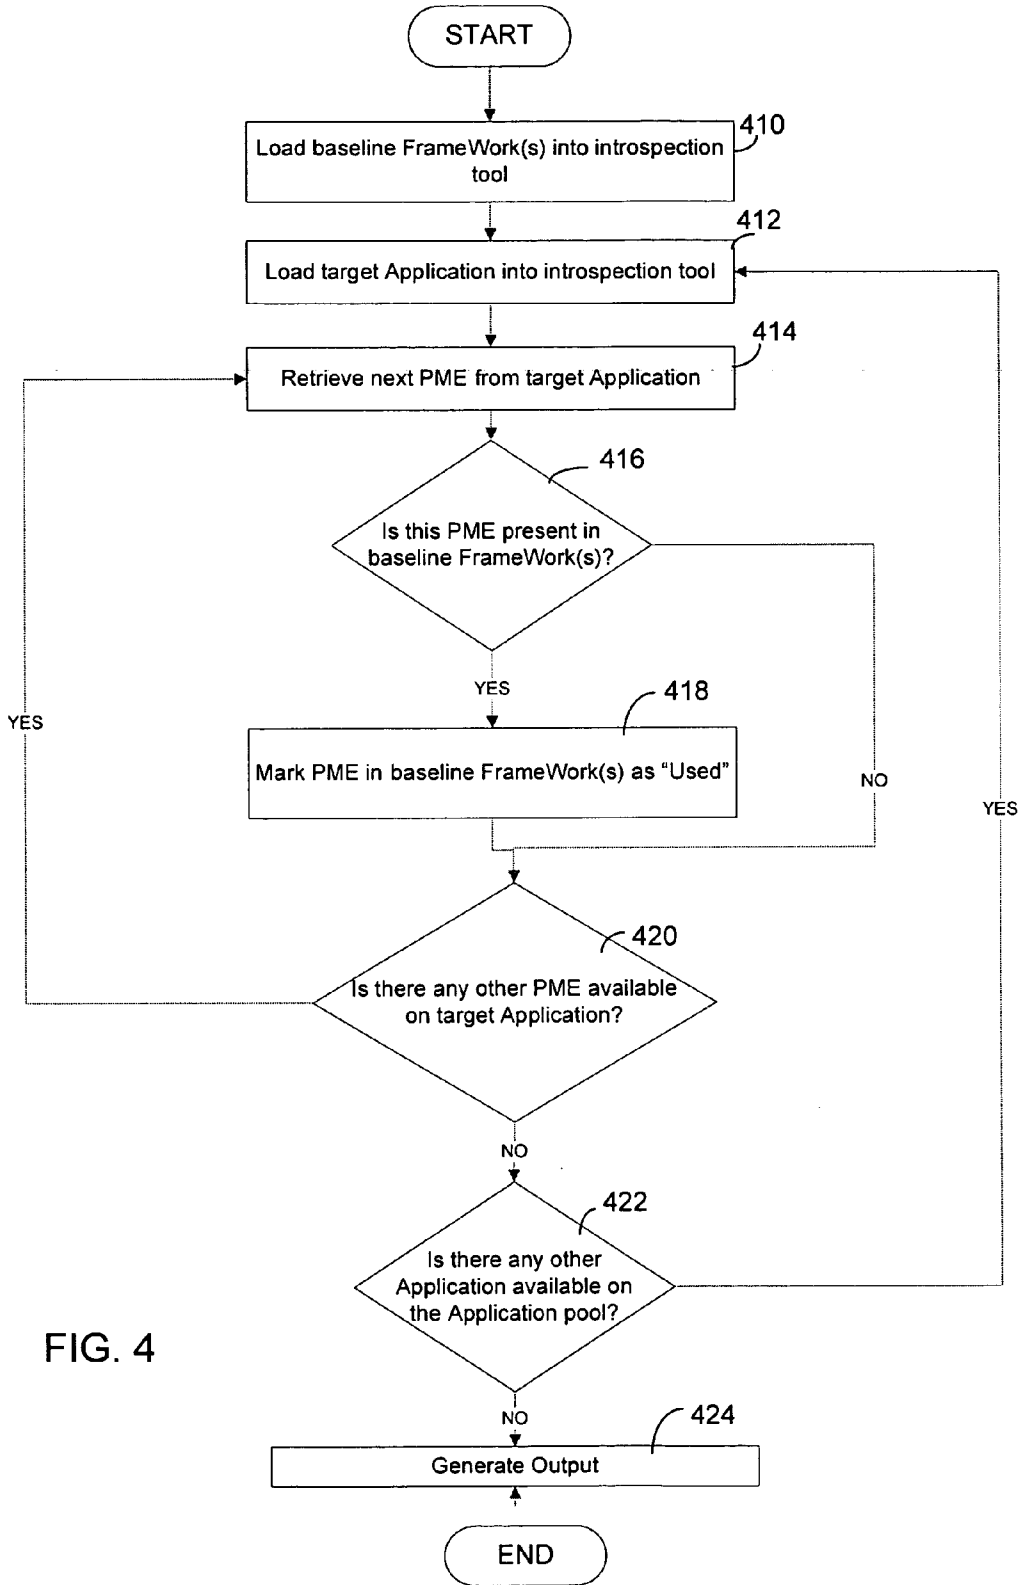 START
410
Load baseline FrameWork(s) into introspection
tool
412
Load target Application into introspection tool
414
Retrieve next PME from target Application
416
Is this PME present in
baseline FrameWork(s)?
YES
418
Mark PME in baseline FrameWork(s) as “Used”
YES
NO
YES
420
Is there any other PME available
on target Application?
NO
422
Is there any other
Application available on
the Application pool?
FIG. 4
NO
424
Generate Output
END